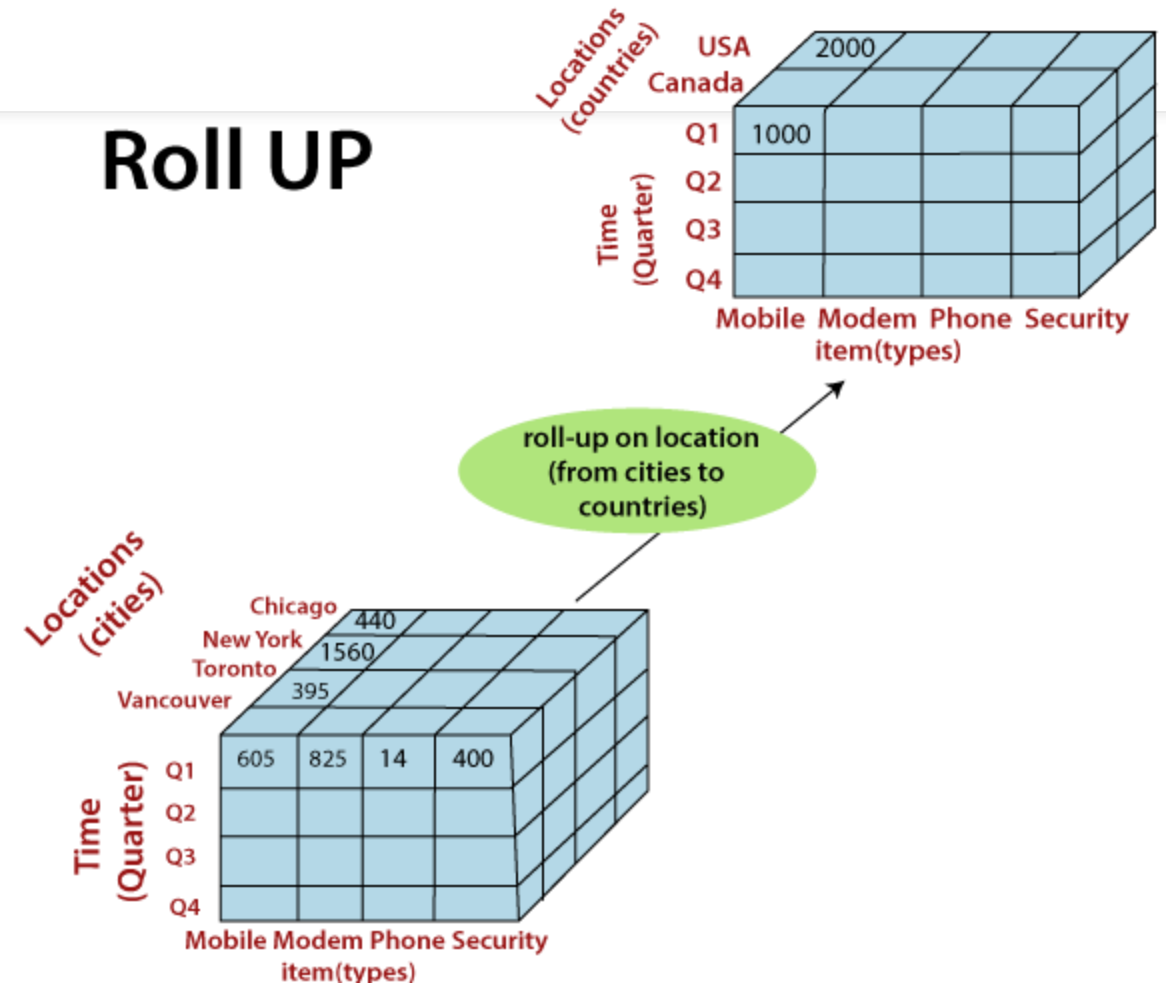 Roll UP
Locations
(countries)
USA
2000
Canada
Q1
1000
Q2
Q3
Q4
Time
(Quarter)
Mobile Modem Phone Security
item(types)
roll-up on location
(from cities to
countries)
Locations
(cities)
Chicago
440
New York
1560
Toronto
395
Vancouver
605 825 14 400
Q1
Q2
Q3
Q4
Time
(Quarter)
Mobile Modem Phone Security
item(types)